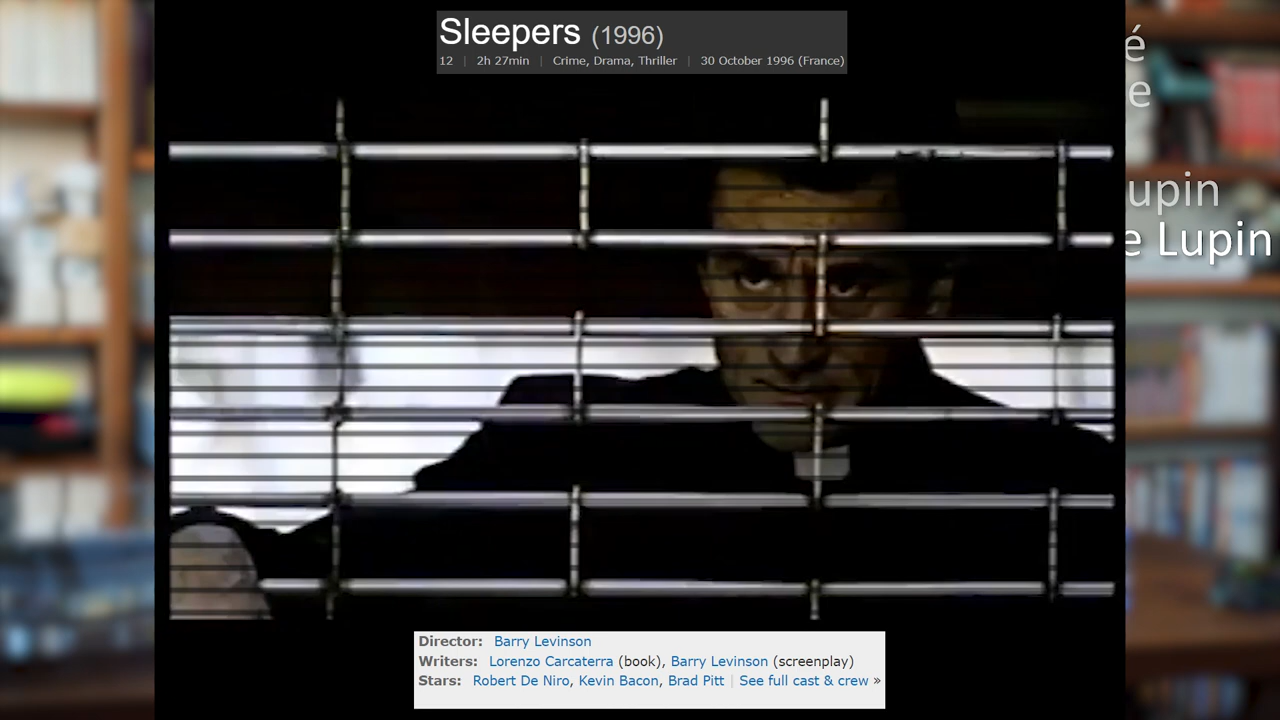 Sleepers (1996)
12 | 2h 27min | Crime, Drama, Thriller | 30 October 1996 (France)
é
e
upin
e Lupin
Director: Barry Levinson
Writers: Lorenzo Carcaterra (book), Barry Levinson (screenplay)
Stars: Robert De Niro, Kevin Bacon, Brad Pitt | See full cast & crew »